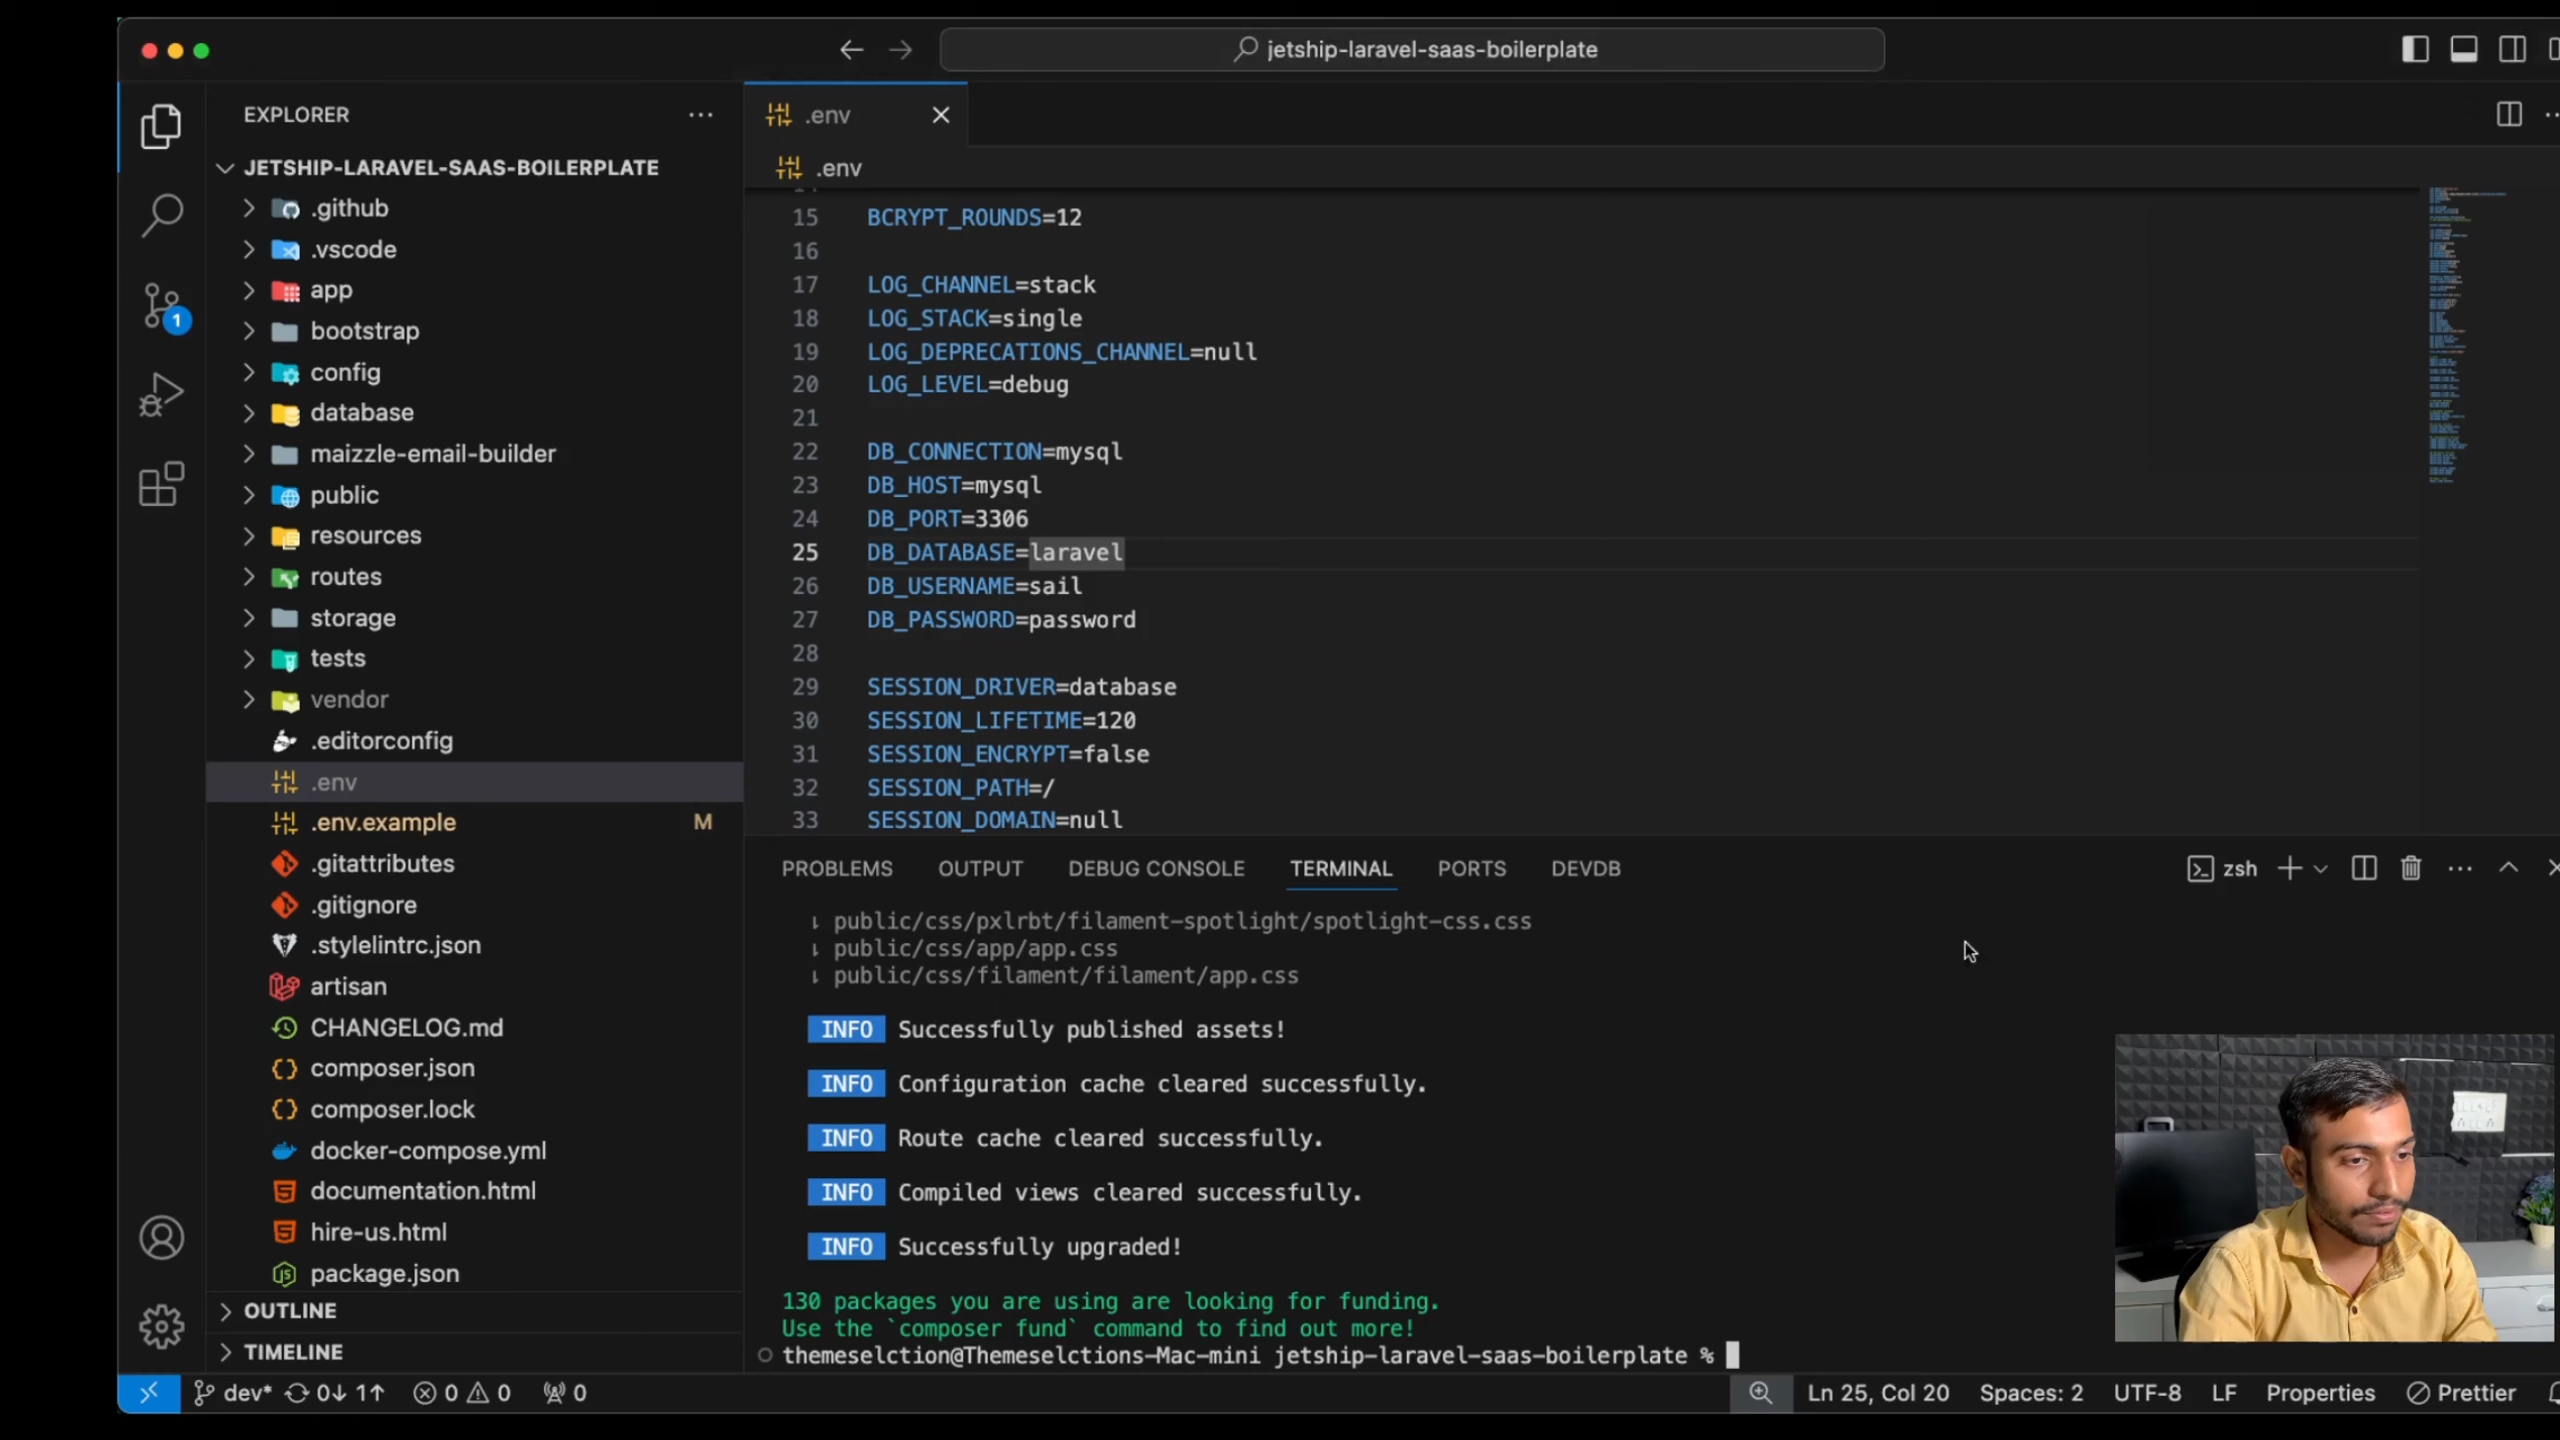 jetship-laravel-saas-boilerplate
EXPLORER
.env
JETSHIP-LARAVEL-SAAS-BOILERPLATE
.github
.vscode
app
bootstrap
config
database
maizzle-email-builder
public
resources
routes
storage
tests
vendor
.editorconfig
.env
.env.example M
.gitattributes
.gitignore
.stylelintrc.json
artisan
CHANGELOG.md
composer.json
composer.lock
docker-compose.yml
documentation.html
hire-us.html
package.json
OUTLINE
TIMELINE
1
.env
14
15 BCRYPT_ROUNDS=12
16
17 LOG_CHANNEL=stack
18 LOG_STACK=single
19 LOG_DEPRECATIONS_CHANNEL=null
20 LOG_LEVEL=debug
21
22 DB_CONNECTION=mysql
23 DB_HOST=mysql
24 DB_PORT=3306
25 DB_DATABASE=laravel
26 DB_USERNAME=sail
27 DB_PASSWORD=password
28
29 SESSION_DRIVER=database
30 SESSION_LIFETIME=120
31 SESSION_ENCRYPT=false
32 SESSION_PATH=/
33 SESSION_DOMAIN=null
PROBLEMS OUTPUT DEBUG CONSOLE TERMINAL PORTS DEVDB
zsh
⇂ public/css/pxlrbt/filament-spotlight/spotlight-css.css
⇂ public/css/app/app.css
⇂ public/css/filament/filament/app.css
INFO Successfully published assets!
INFO Configuration cache cleared successfully.
INFO Route cache cleared successfully.
INFO Compiled views cleared successfully.
INFO Successfully upgraded!
130 packages you are using are looking for funding.
Use the `composer fund` command to find out more!
themeselction@Themeselctions-Mac-mini jetship-laravel-saas-boilerplate %
dev* 0↓ 1↑ 0 0 0 Ln 25, Col 20 Spaces: 2 UTF-8 LF Properties Prettier